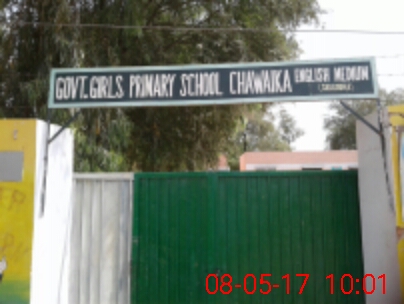 GOVT. GIRLS PRIMARY SCHOOL CHAWAIKA ENGLISH MEDIUM
08-05-17 10:01